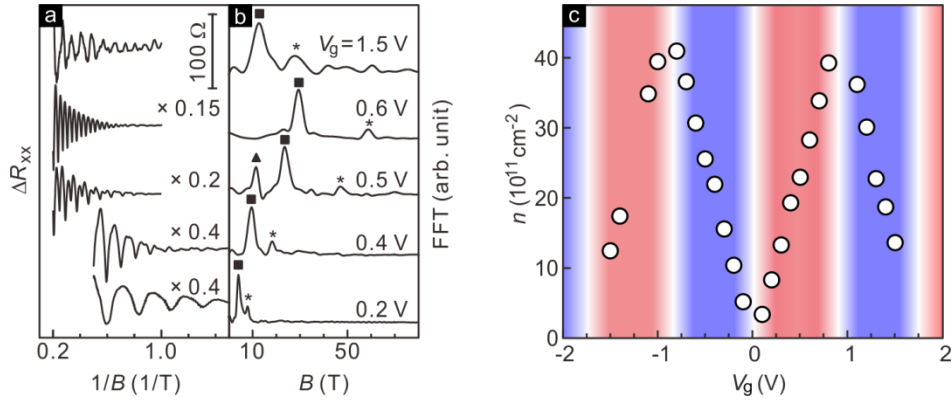 a
b
c
100 Ω
V_g = 1.5 V
*
× 0.15
0.6 V
*
× 0.2
0.5 V
*
× 0.4
0.4 V
*
× 0.4
0.2 V
*
ΔR_xx
FFT (arb. unit)
0.2
1.0
1/B (1/T)
10
50
B (T)
n (10^11 cm^-2)
40
30
20
10
0
-2
-1
0
1
2
V_g (V)